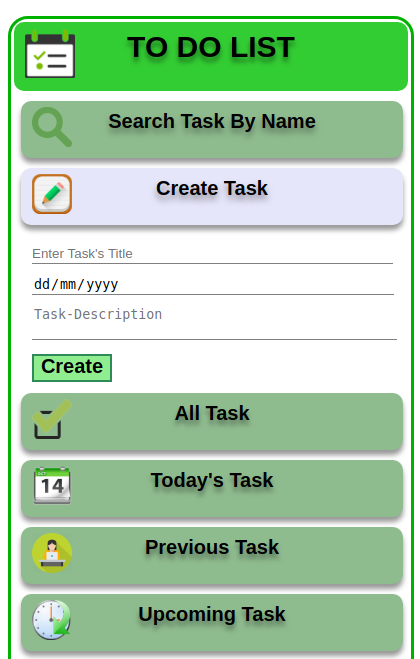 TO DO LIST
Search Task By Name
Create Task
Enter Task's Title
dd/mm/yyyy
Task-Description
Create
All Task
Today's Task
14
Previous Task
Upcoming Task